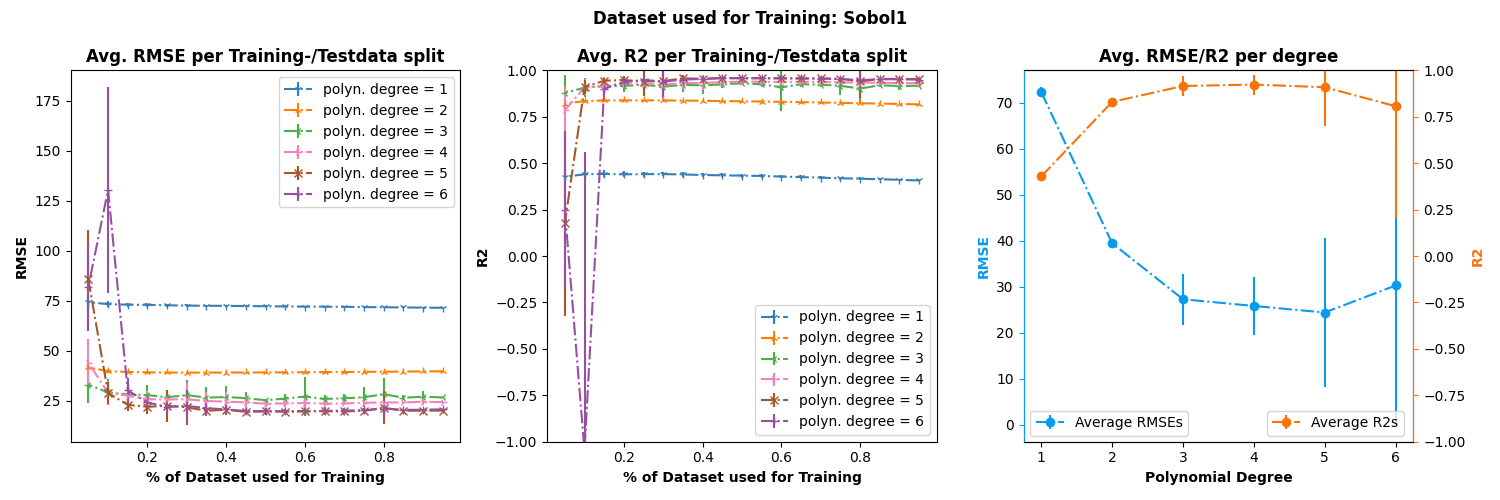 Dataset used for Training: Sobol1
Avg. RMSE per Training-/Testdata split
RMSE
175
150
125
100
75
50
25
0.2
0.4
0.6
0.8
% of Dataset used for Training
polyn. degree = 1
polyn. degree = 2
polyn. degree = 3
polyn. degree = 4
polyn. degree = 5
polyn. degree = 6
Avg. R2 per Training-/Testdata split
R2
1.00
0.75
0.50
0.25
0.00
−0.25
−0.50
−0.75
−1.00
0.2
0.4
0.6
0.8
% of Dataset used for Training
polyn. degree = 1
polyn. degree = 2
polyn. degree = 3
polyn. degree = 4
polyn. degree = 5
polyn. degree = 6
Avg. RMSE/R2 per degree
RMSE
70
60
50
40
30
20
10
0
1
2
3
4
5
6
Polynomial Degree
Average RMSEs
Average R2s
1.00
0.75
0.50
0.25
0.00
−0.25
−0.50
−0.75
−1.00
R2